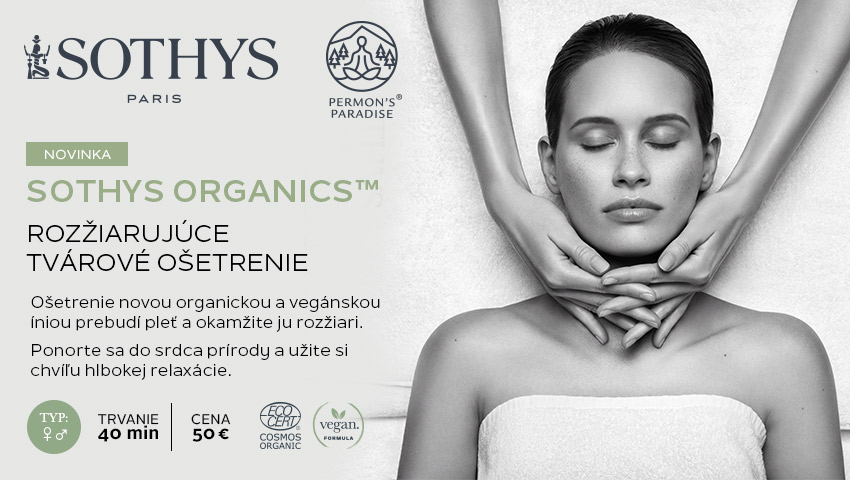 SOTHYS
PARIS
PERMON'S®
PARADISE
NOVINKA
SOTHYS ORGANICS™
ROZŽIARUJÚCE
TVÁROVÉ OŠETRENIE
Ošetrenie novou organickou a vegánskou
íniou prebudí pleť a okamžite ju rozžiari.
Ponorte sa do srdca prírody a užite si
chvíľu hlbokej relaxácie.
TYP:
♀♂
TRVANIE
40 min
CENA
50 €
ECO
CERT
COSMOS
ORGANIC
vegan.
FORMULA